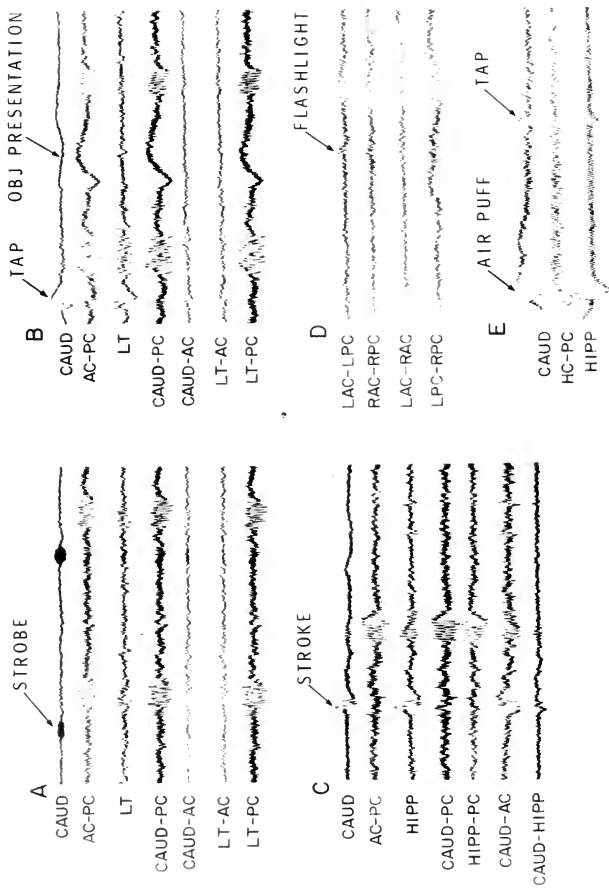 A
STROBE
CAUD
AC-PC
LT
CAUD-PC
CAUD-AC
LT-AC
LT-PC
B
TAP
OBJ PRESENTATION
CAUD
AC-PC
LT
CAUD-PC
CAUD-AC
LT-AC
LT-PC
C
STROKE
CAUD
AC-PC
HIPP
CAUD-PC
HIPP-PC
CAUD-AC
CAUD-HIPP
D
FLASHLIGHT
LAC-LPC
RAC-RPC
LAC-RAC
LPC-RPC
E
AIR PUFF
TAP
CAUD
HC-PC
HIPP